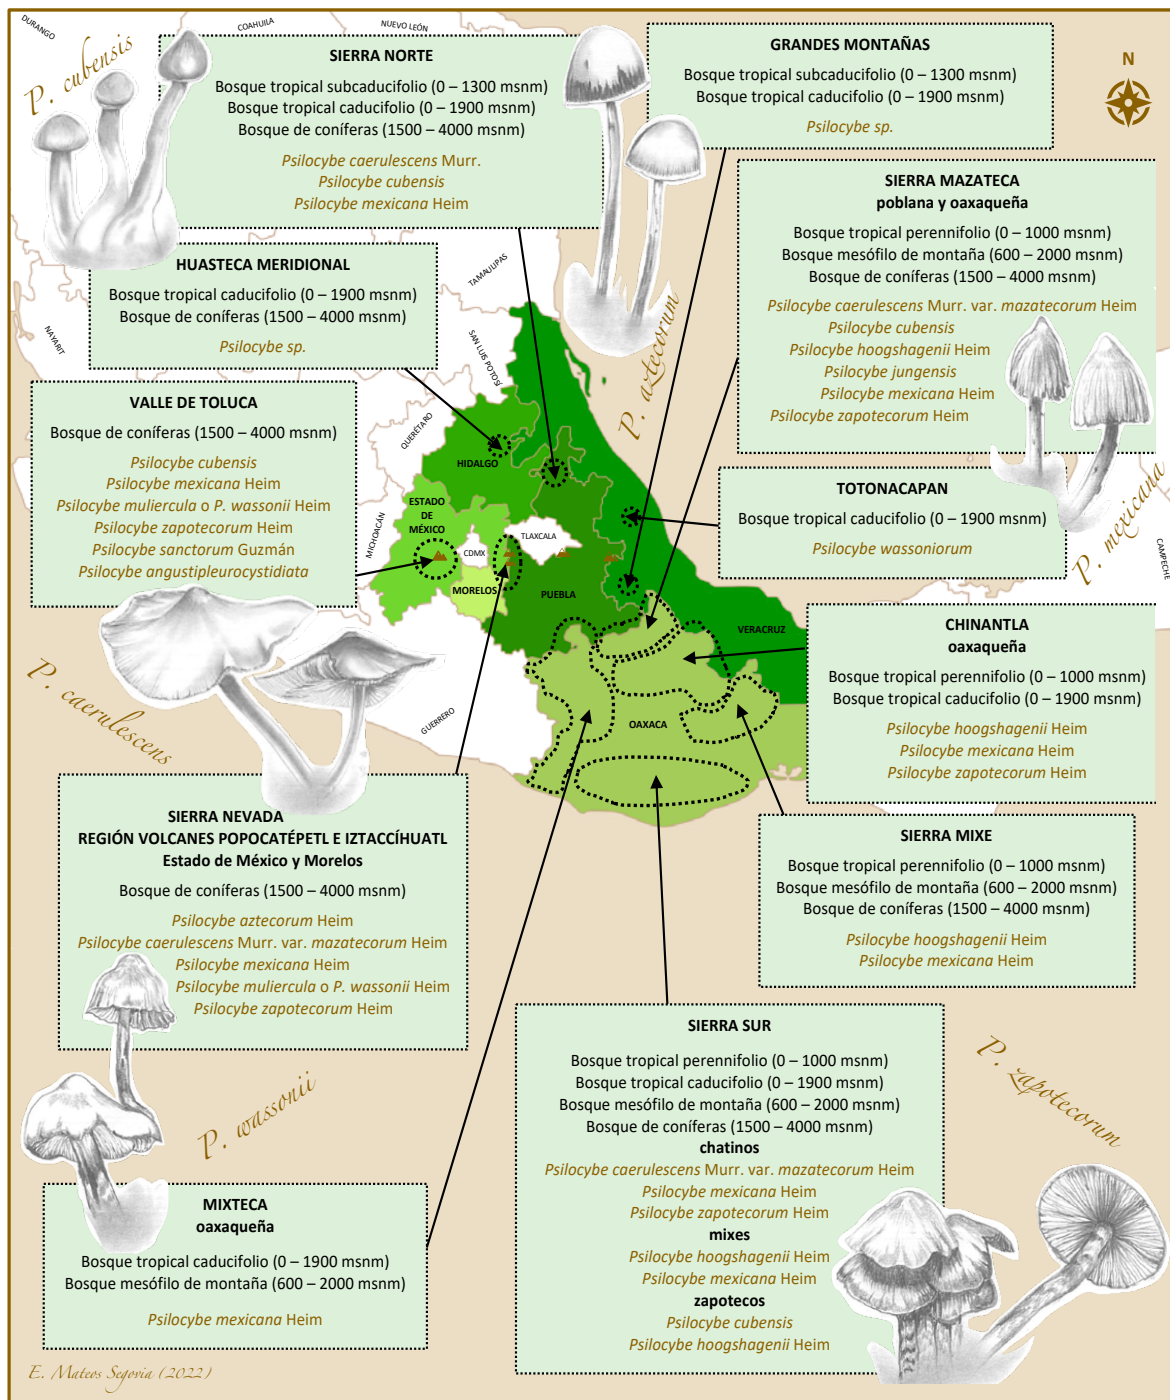 DURANGO
COAHUILA
NUEVO LEÓN
P. cubensis
SIERRA NORTE
Bosque tropical subcaducifolio (0 – 1300 msnm)
Bosque tropical caducifolio (0 – 1900 msnm)
Bosque de coníferas (1500 – 4000 msnm)
Psilocybe caerulescens Murr.
Psilocybe cubensis
Psilocybe mexicana Heim
GRANDES MONTAÑAS
Bosque tropical subcaducifolio (0 – 1300 msnm)
Bosque tropical caducifolio (0 – 1900 msnm)
Psilocybe sp.
N
SIERRA MAZATECA
poblana y oaxaqueña
Bosque tropical perennifolio (0 – 1000 msnm)
Bosque mesófilo de montaña (600 – 2000 msnm)
Bosque de coníferas (1500 – 4000 msnm)
Psilocybe caerulescens Murr. var. mazatecorum Heim
Psilocybe cubensis
Psilocybe hoogshagenii Heim
Psilocybe jungensis
Psilocybe mexicana Heim
Psilocybe zapotecorum Heim
HUASTECA MERIDIONAL
Bosque tropical caducifolio (0 – 1900 msnm)
Bosque de coníferas (1500 – 4000 msnm)
Psilocybe sp.
TAMAULIPAS
NAYARIT
SAN LUIS POTOSÍ
P. aztecorum
VALLE DE TOLUCA
Bosque de coníferas (1500 – 4000 msnm)
Psilocybe cubensis
Psilocybe mexicana Heim
Psilocybe muliercula o P. wassonii Heim
Psilocybe zapotecorum Heim
Psilocybe sanctorum Guzmán
Psilocybe angustipleurocystidiata
QUERÉTARO
HIDALGO
ESTADO
DE
MÉXICO
MICHOACÁN
CDMX
TLAXCALA
MORELOS
PUEBLA
VERACRUZ
OAXACA
GUERRERO
TOTONACAPAN
Bosque tropical caducifolio (0 – 1900 msnm)
Psilocybe wassoniorum
P. mexicana
CAMPECHE
CHINANTLA
oaxaqueña
Bosque tropical perennifolio (0 – 1000 msnm)
Bosque tropical caducifolio (0 – 1900 msnm)
Psilocybe hoogshagenii Heim
Psilocybe mexicana Heim
Psilocybe zapotecorum Heim
P. caerulescens
SIERRA NEVADA
REGIÓN VOLCANES POPOCATÉPETL E IZTACCÍHUATL
Estado de México y Morelos
Bosque de coníferas (1500 – 4000 msnm)
Psilocybe aztecorum Heim
Psilocybe caerulescens Murr. var. mazatecorum Heim
Psilocybe mexicana Heim
Psilocybe muliercula o P. wassonii Heim
Psilocybe zapotecorum Heim
SIERRA MIXE
Bosque tropical perennifolio (0 – 1000 msnm)
Bosque mesófilo de montaña (600 – 2000 msnm)
Bosque de coníferas (1500 – 4000 msnm)
Psilocybe hoogshagenii Heim
Psilocybe mexicana Heim
P. wassonii
SIERRA SUR
Bosque tropical perennifolio (0 – 1000 msnm)
Bosque tropical caducifolio (0 – 1900 msnm)
Bosque mesófilo de montaña (600 – 2000 msnm)
Bosque de coníferas (1500 – 4000 msnm)
chatinos
Psilocybe caerulescens Murr. var. mazatecorum Heim
Psilocybe mexicana Heim
Psilocybe zapotecorum Heim
mixes
Psilocybe hoogshagenii Heim
Psilocybe mexicana Heim
zapotecos
Psilocybe cubensis
Psilocybe hoogshagenii Heim
P. zapotecorum
MIXTECA
oaxaqueña
Bosque tropical caducifolio (0 – 1900 msnm)
Bosque mesófilo de montaña (600 – 2000 msnm)
Psilocybe mexicana Heim
E. Mateos Segovia (2022)